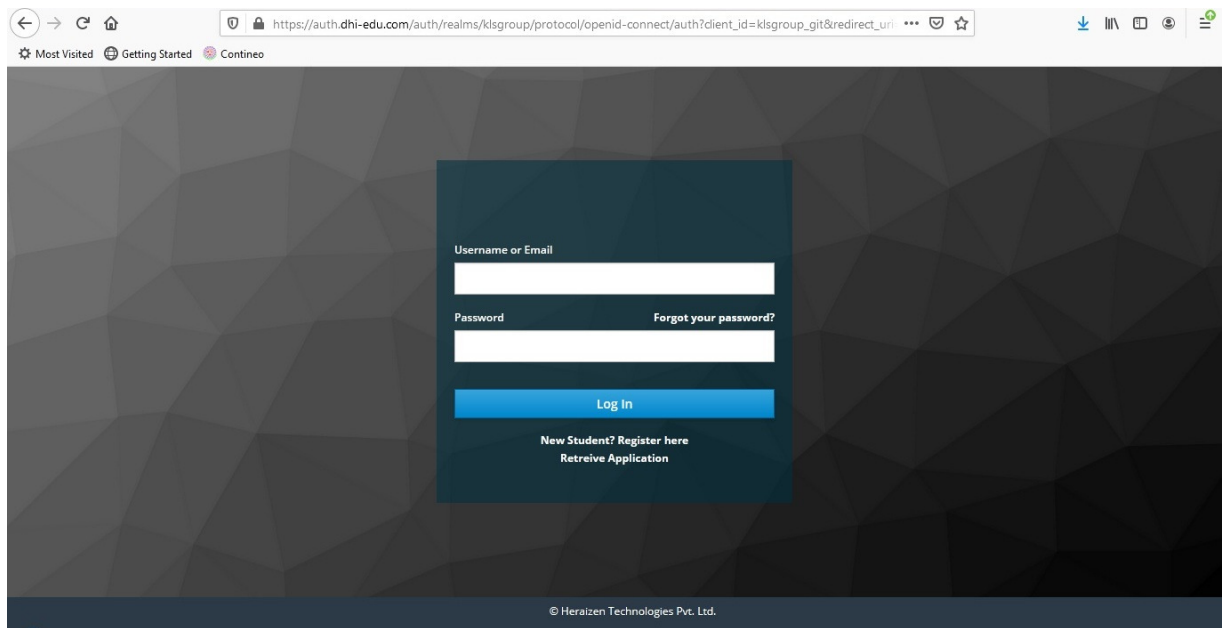 https://auth.dhi-edu.com/auth/realms/klsgroup/protocol/openid-connect/auth?client_id=klsgroup_git&redirect_uri
Most Visited Getting Started Contineo
Username or Email
Password Forgot your password?
Log In
New Student? Register here
Retreive Application
© Heraizen Technologies Pvt. Ltd.